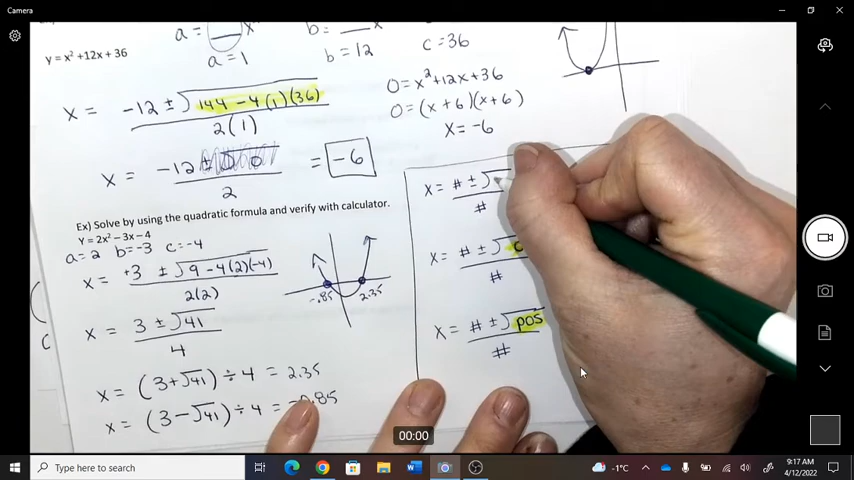 Camera
a = __ x
b = __ x
c = 36
y = x² +12x + 36
a = 1
b = 12
x = -12 ± √144 - 4(1)(36)
2(1)
0 = x² + 12x + 36
0 = (x + 6)(x + 6)
x = -6
x = -12 ± 0
2
= -6
Ex) Solve by using the quadratic formula and verify with calculator.
Y = 2x² – 3x – 4
a = 2 b = -3 c = -4
x = +3 ± √9 - 4(2)(-4)
2(2)
-.85 2.35
x = 3 ± √41
4
x = (3 + √41) ÷ 4 = 2.35
x = (3 - √41) ÷ 4 = -0.85
x = # ± √
#
x = # ± √
#
x = # ± √pos
#
00:00
Type here to search
-1°C
9:17 AM
4/12/2022